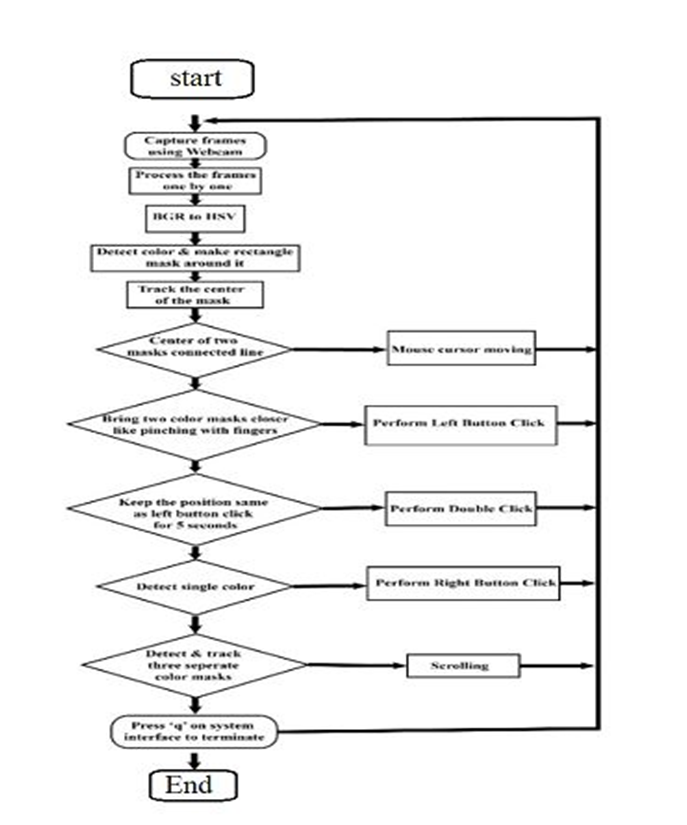 start
Capture frames
using Webcam
Process the frames
one by one
BGR to HSV
Detect color & make rectangle
mask around it
Track the center
of the mask
Center of two
masks connected line
Mouse cursor moving
Bring two color masks closer
like pinching with fingers
Perform Left Button Click
Keep the position same
as left button click
for 5 seconds
Perform Double Click
Detect single color
Perform Right Button Click
Detect & track
three seperate
color masks
Scrolling
Press ‘q’ on system
interface to terminate
End